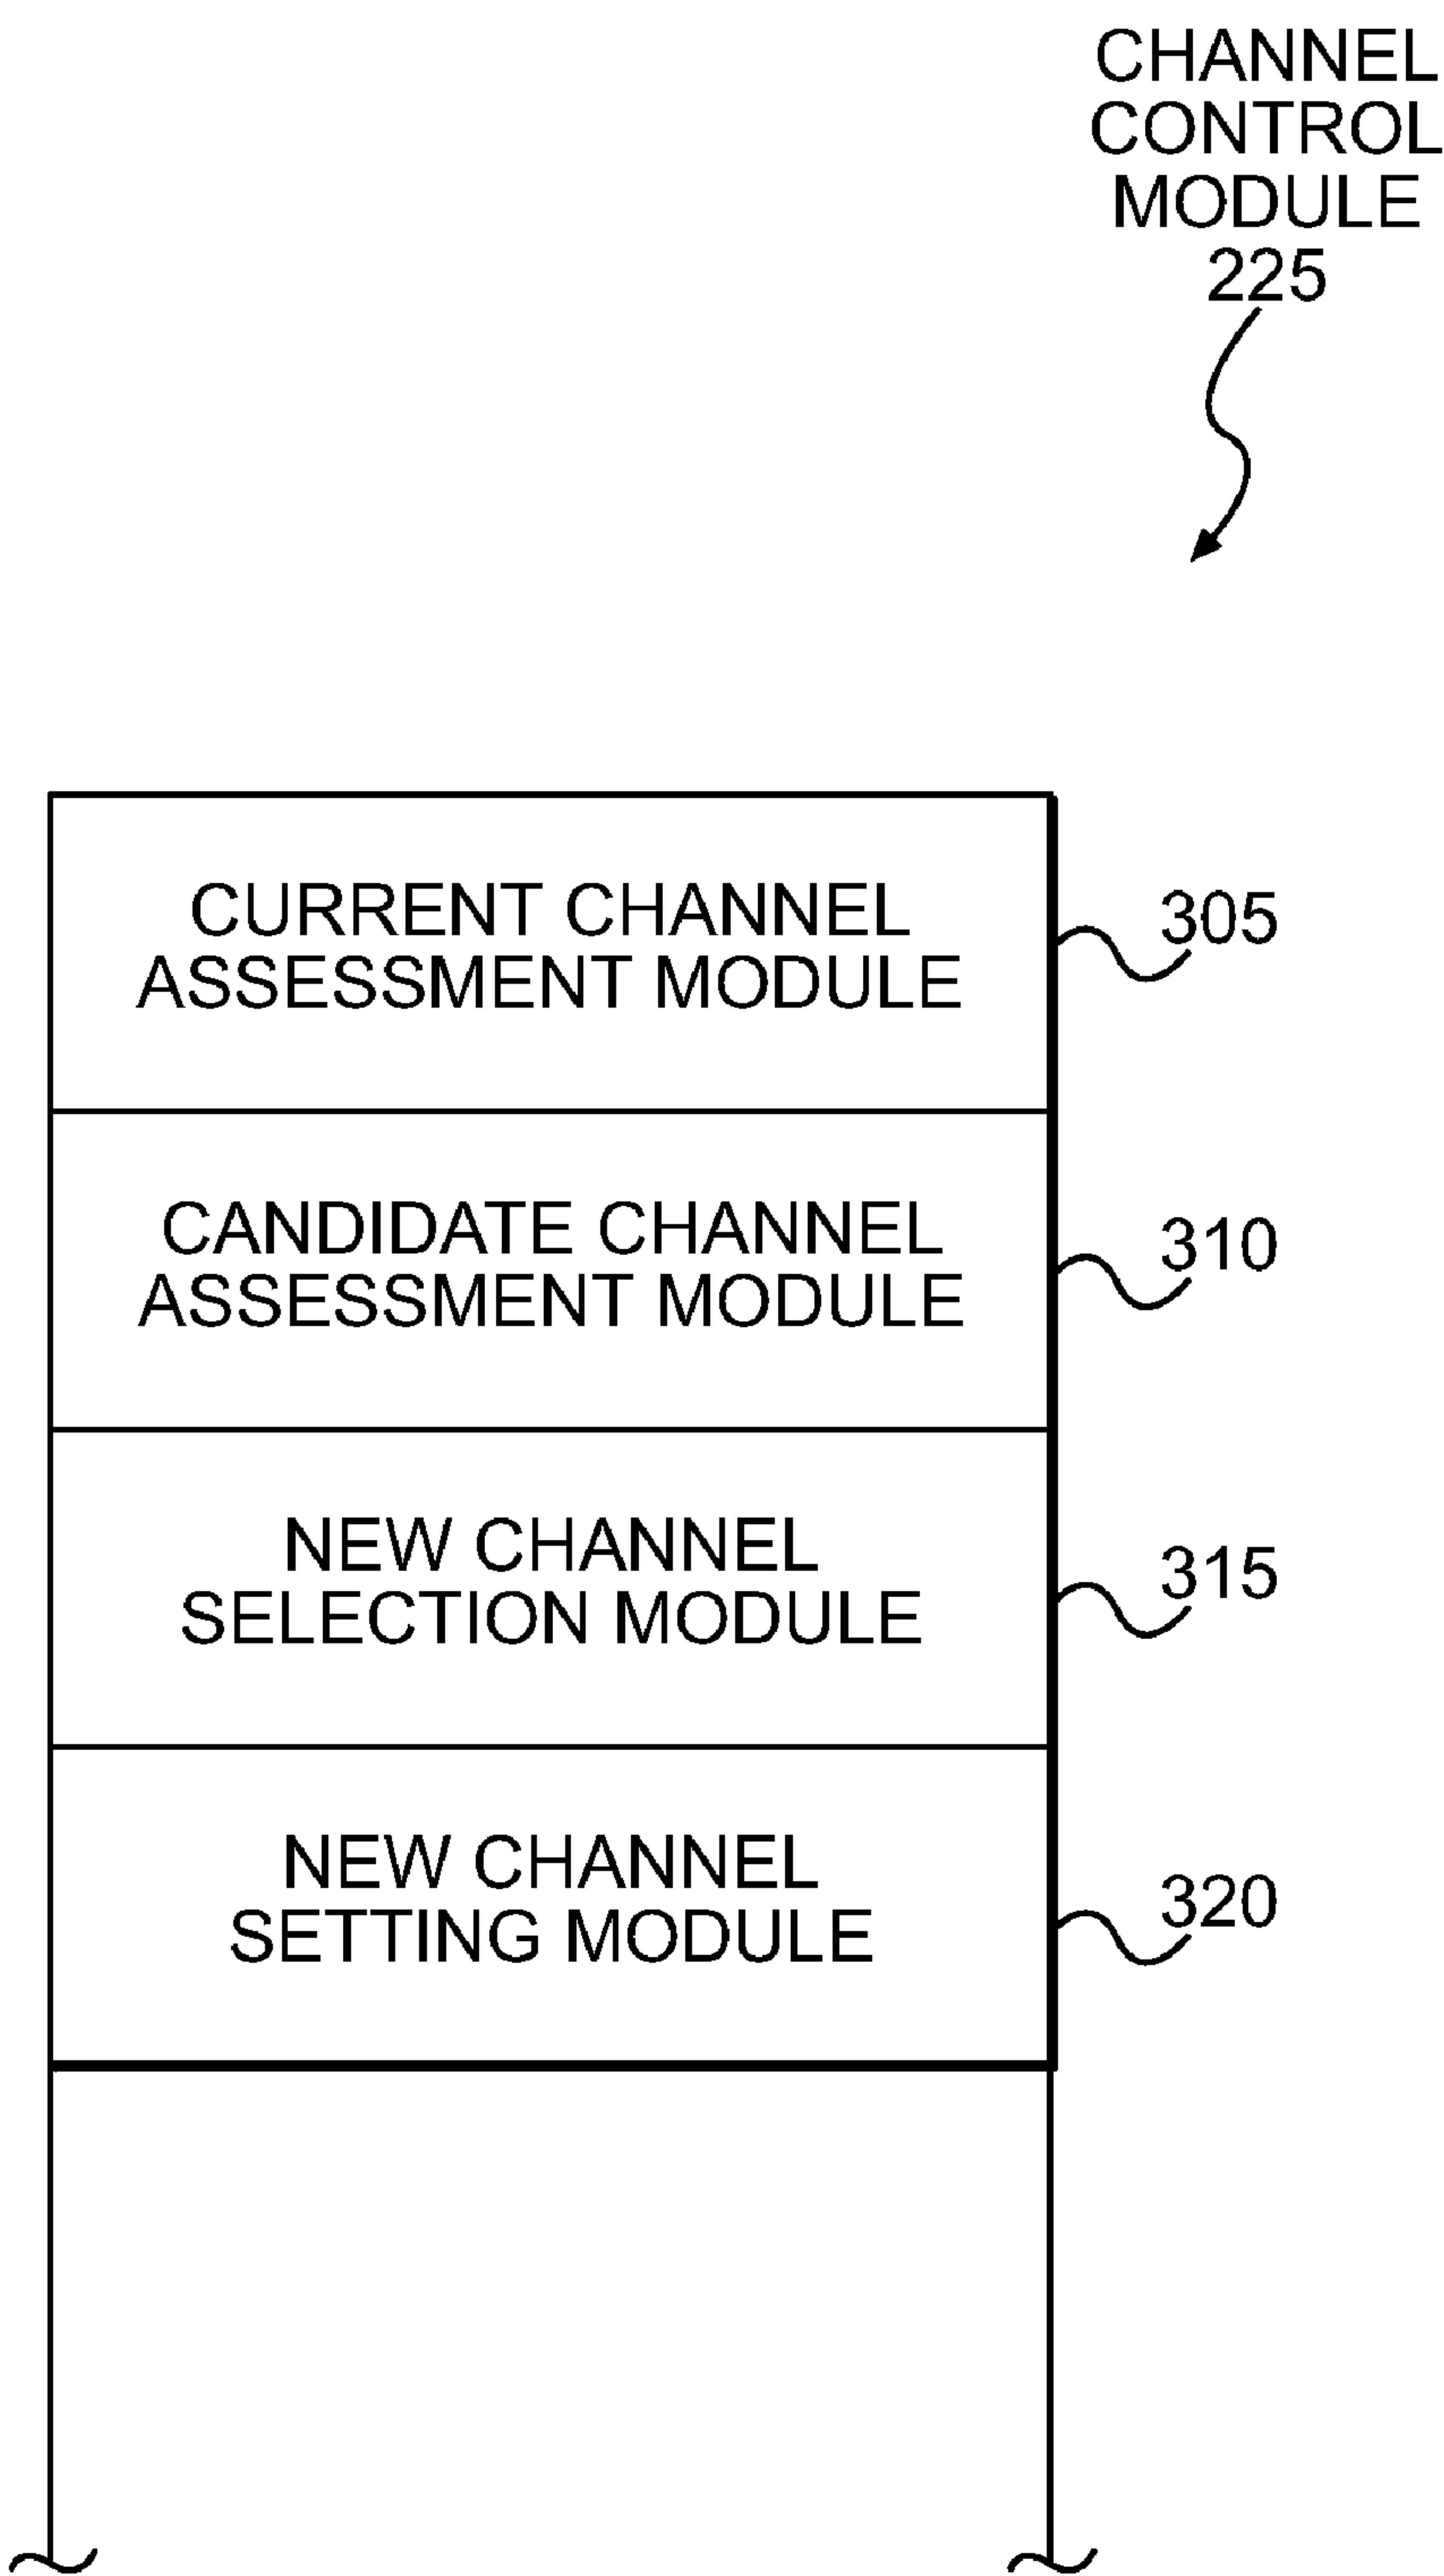 CHANNEL
CONTROL
MODULE
225
CURRENT CHANNEL
ASSESSMENT MODULE
305
CANDIDATE CHANNEL
ASSESSMENT MODULE
310
NEW CHANNEL
SELECTION MODULE
315
NEW CHANNEL
SETTING MODULE
320